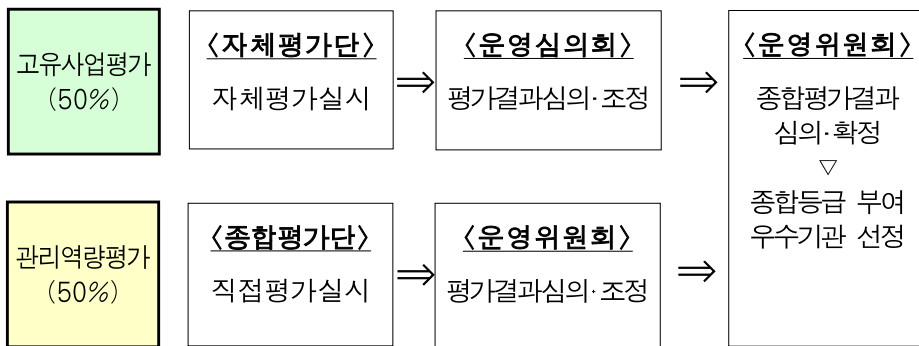 고유사업평가
(50%)
〈자체평가단〉
자체평가실시
⇒
〈운영심의회〉
평가결과심의·조정
⇒
관리역량평가
(50%)
〈종합평가단〉
직접평가실시
⇒
〈운영위원회〉
평가결과심의·조정
⇒
〈운영위원회〉
종합평가결과
심의·확정
▽
종합등급 부여
우수기관 선정